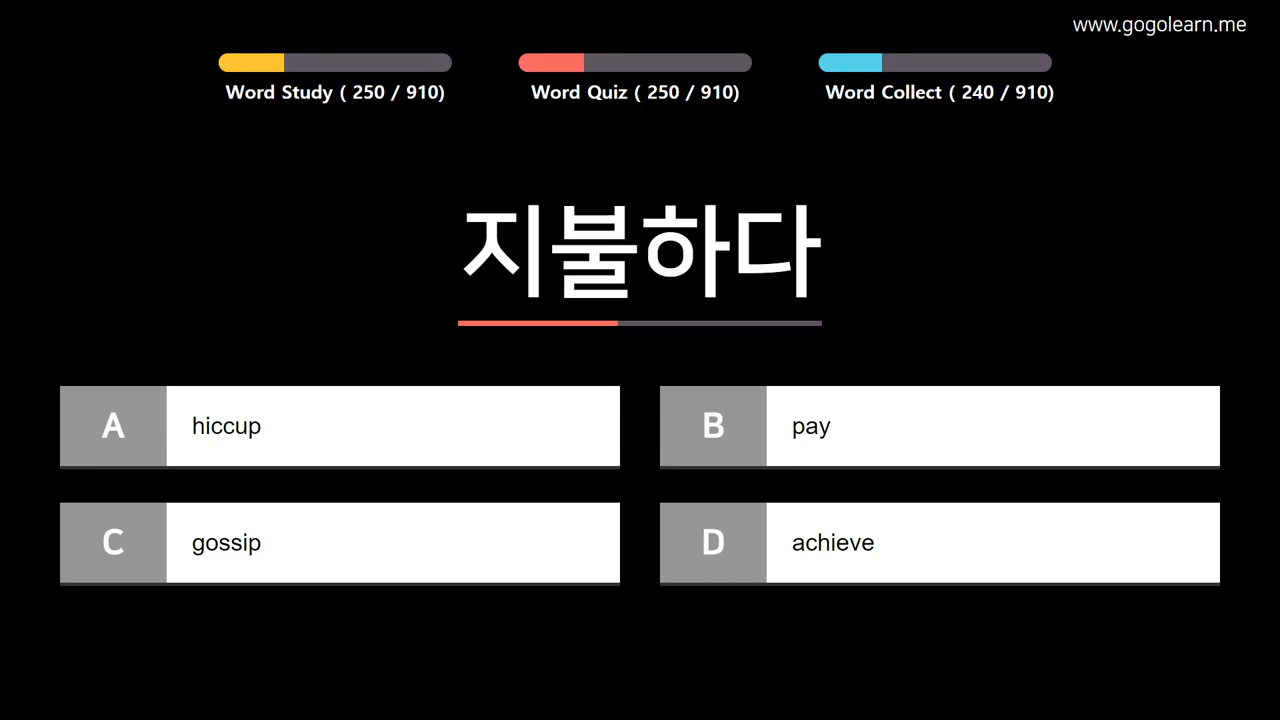 www.gogolearn.me
Word Study ( 250 / 910)
Word Quiz ( 250 / 910)
Word Collect ( 240 / 910)
지불하다
A hiccup
B pay
C gossip
D achieve